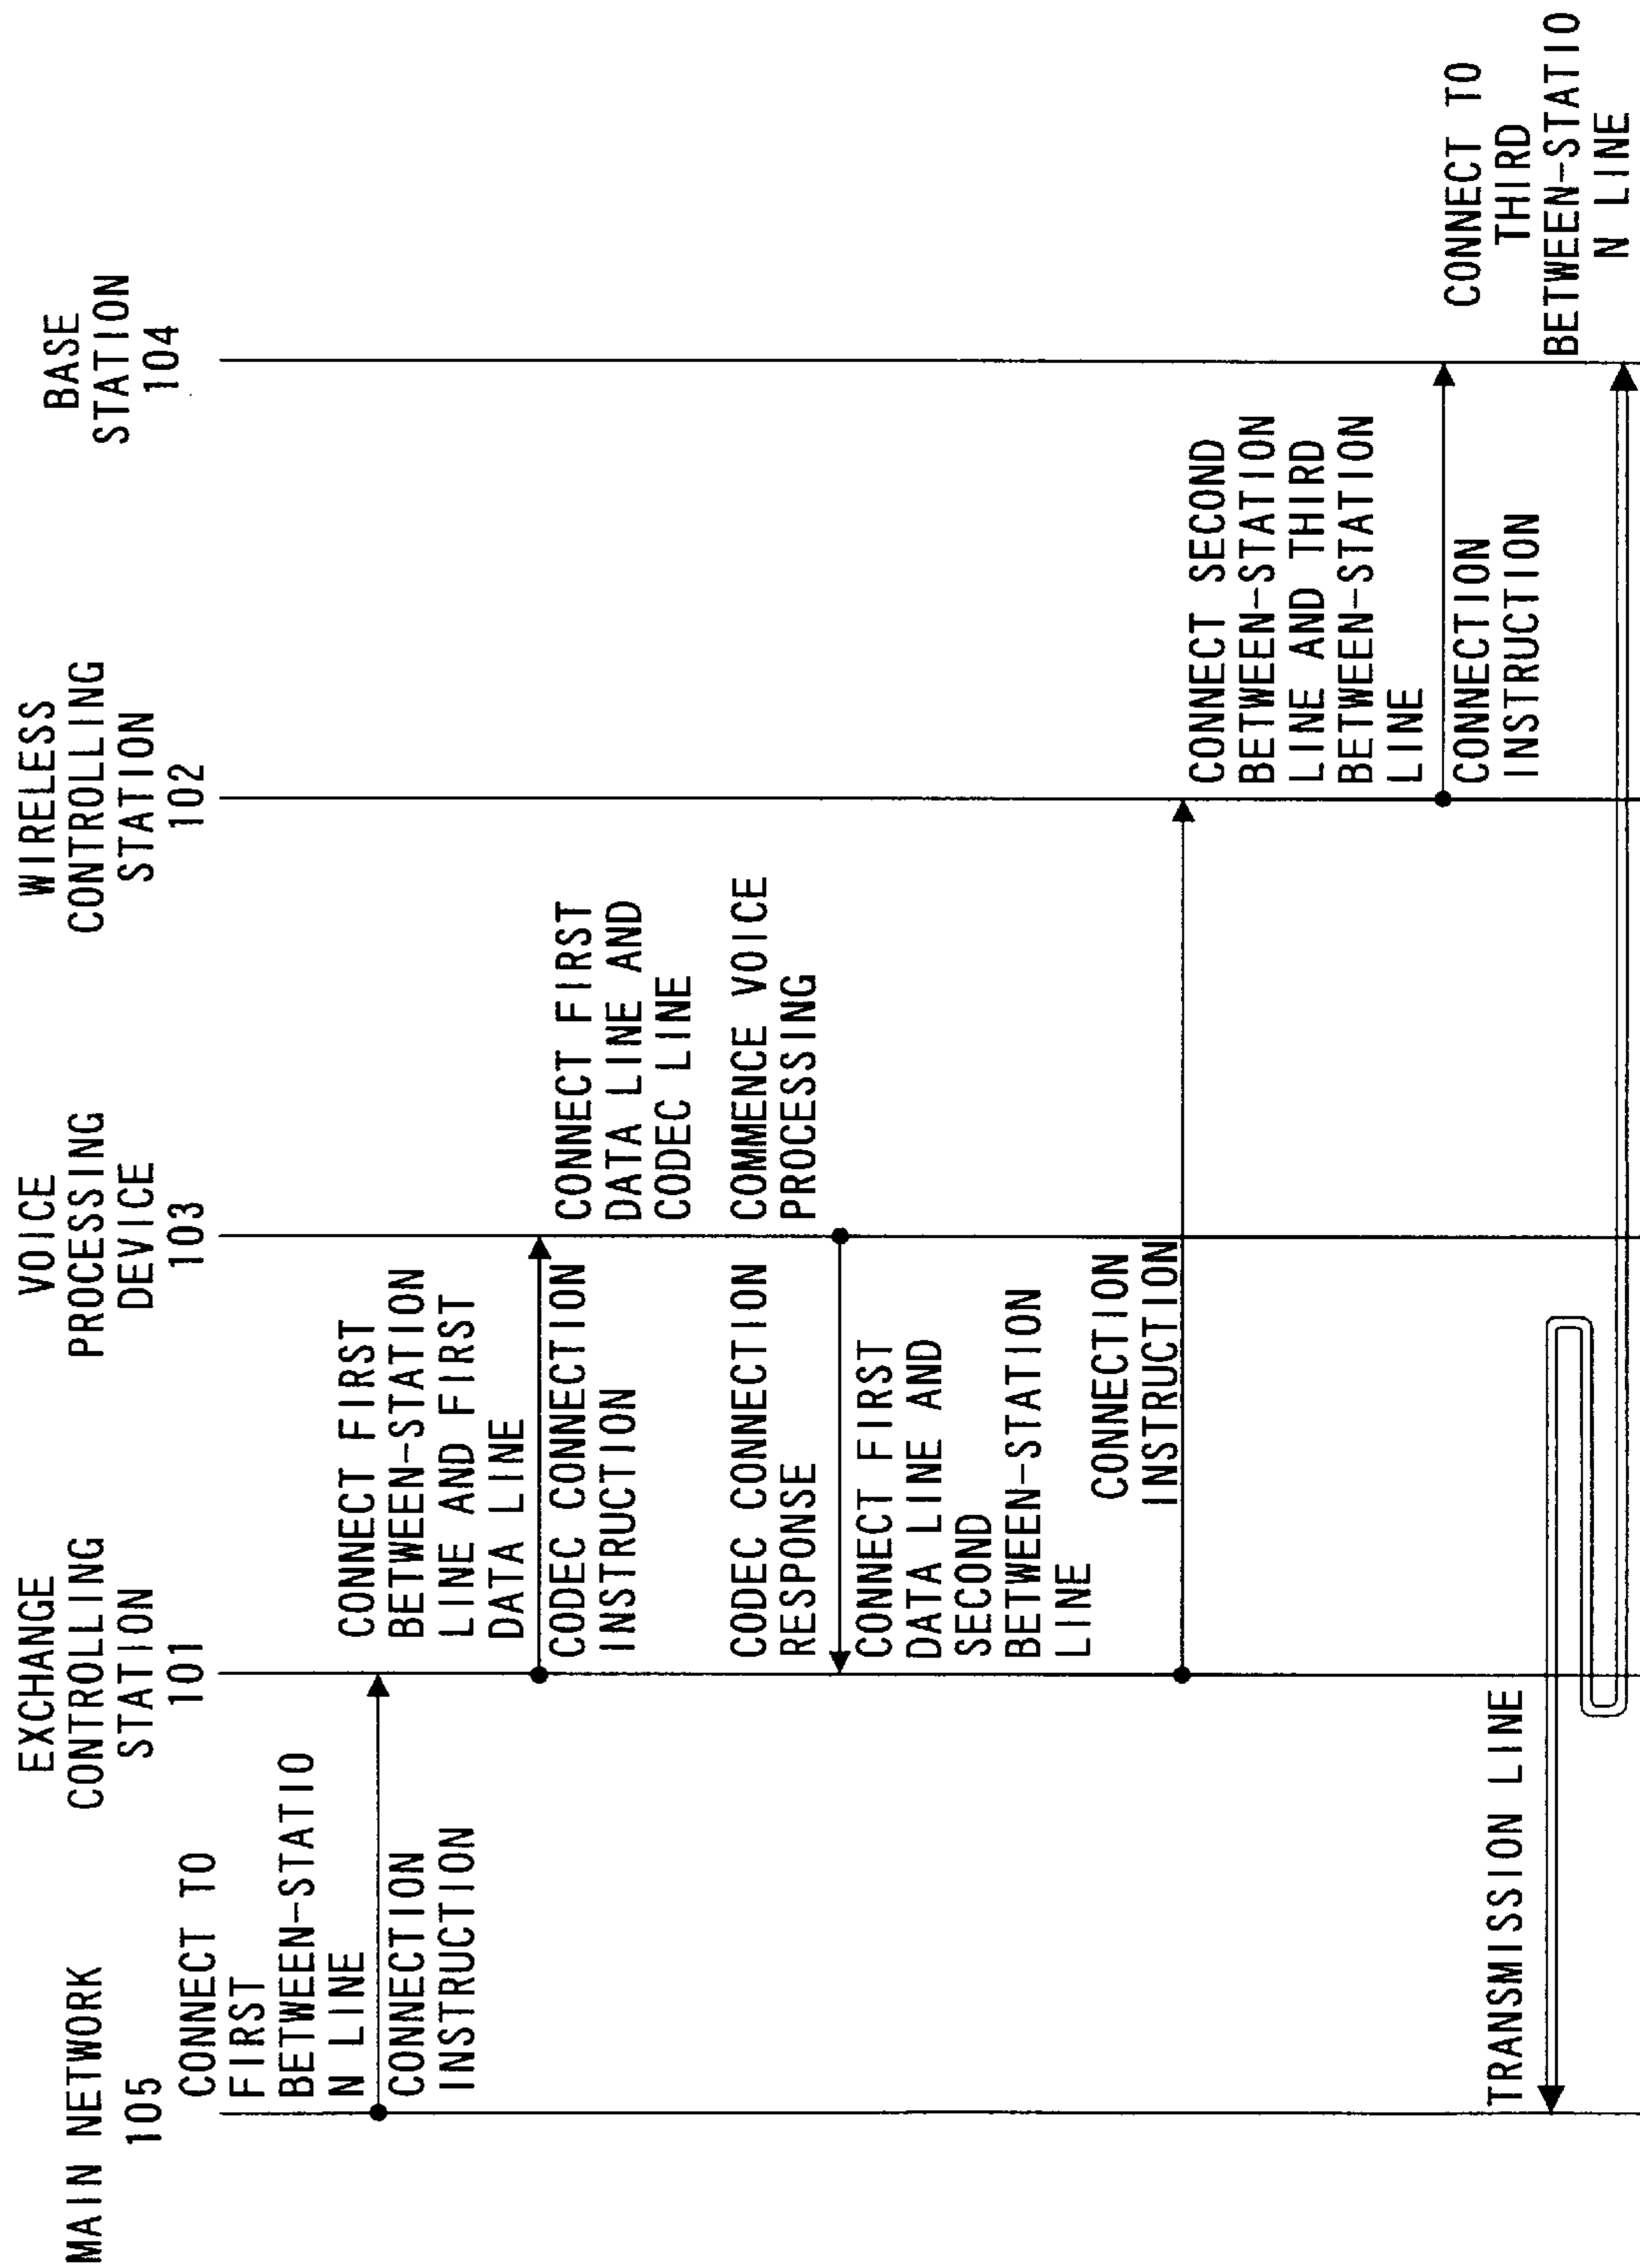 MAIN NETWORK
105
EXCHANGE
CONTROLLING
STATION
101
VOICE
PROCESSING
DEVICE
103
WIRELESS
CONTROLLING
STATION
102
BASE
STATION
104
CONNECT TO
FIRST
BETWEEN-STATIO
N LINE
CONNECTION
INSTRUCTION
CONNECT FIRST
BETWEEN-STATION
LINE AND FIRST
DATA LINE
CODEC CONNECTION
INSTRUCTION
CONNECT FIRST
DATA LINE AND
CODEC LINE
COMMENCE VOICE
PROCESSING
CODEC CONNECTION
RESPONSE
CONNECT FIRST
DATA LINE AND
SECOND
BETWEEN-STATION
LINE
CONNECTION
INSTRUCTION
CONNECT SECOND
BETWEEN-STATION
LINE AND THIRD
BETWEEN-STATION
LINE
CONNECTION
INSTRUCTION
CONNECT TO
THIRD
BETWEEN-STATIO
N LINE
TRANSMISSION LINE